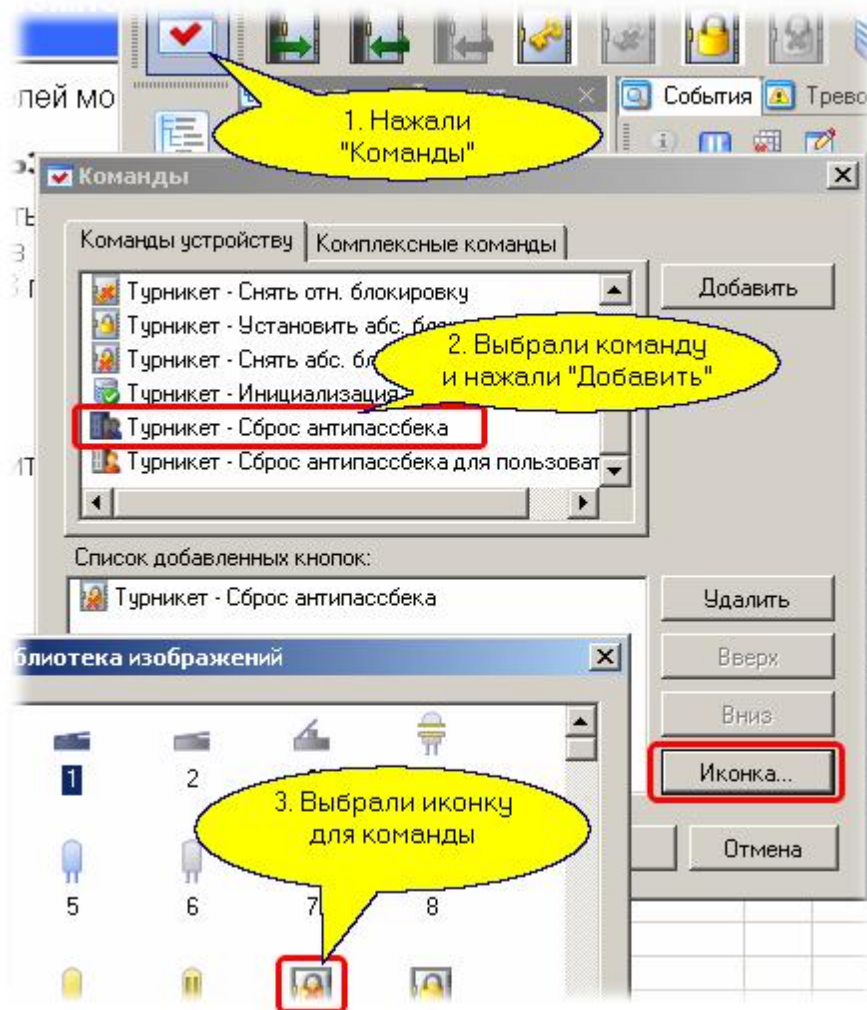 лей мо
События
Трево
1. Нажали
"Команды"
Команды
Команды устройству
Комплексные команды
Турникет - Снять отн. блокировку
Добавить
Турникет - Установить абс.
2. Выбрали команду
и нажали "Добавить"
Турникет - Снять абс.
Турникет - Инициализация
Турникет - Сброс антипассбека
Турникет - Сброс антипассбека для пользоват
Список добавленных кнопок:
Турникет - Сброс антипассбека
Удалить
блиотека изображений
Вверх
Вниз
1
2
Иконка...
3. Выбрали иконку
для команды
Отмена
5
6
7
8